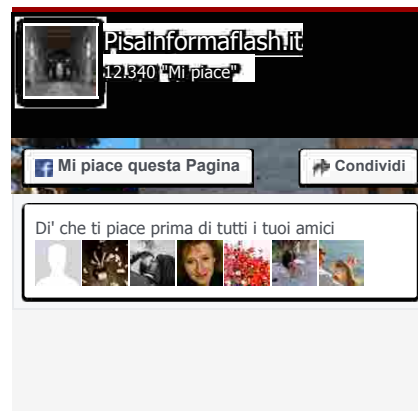 Pisainformaflash.it
12.340 "Mi piace"
Mi piace questa Pagina
Condividi
Di' che ti piace prima di tutti i tuoi amici